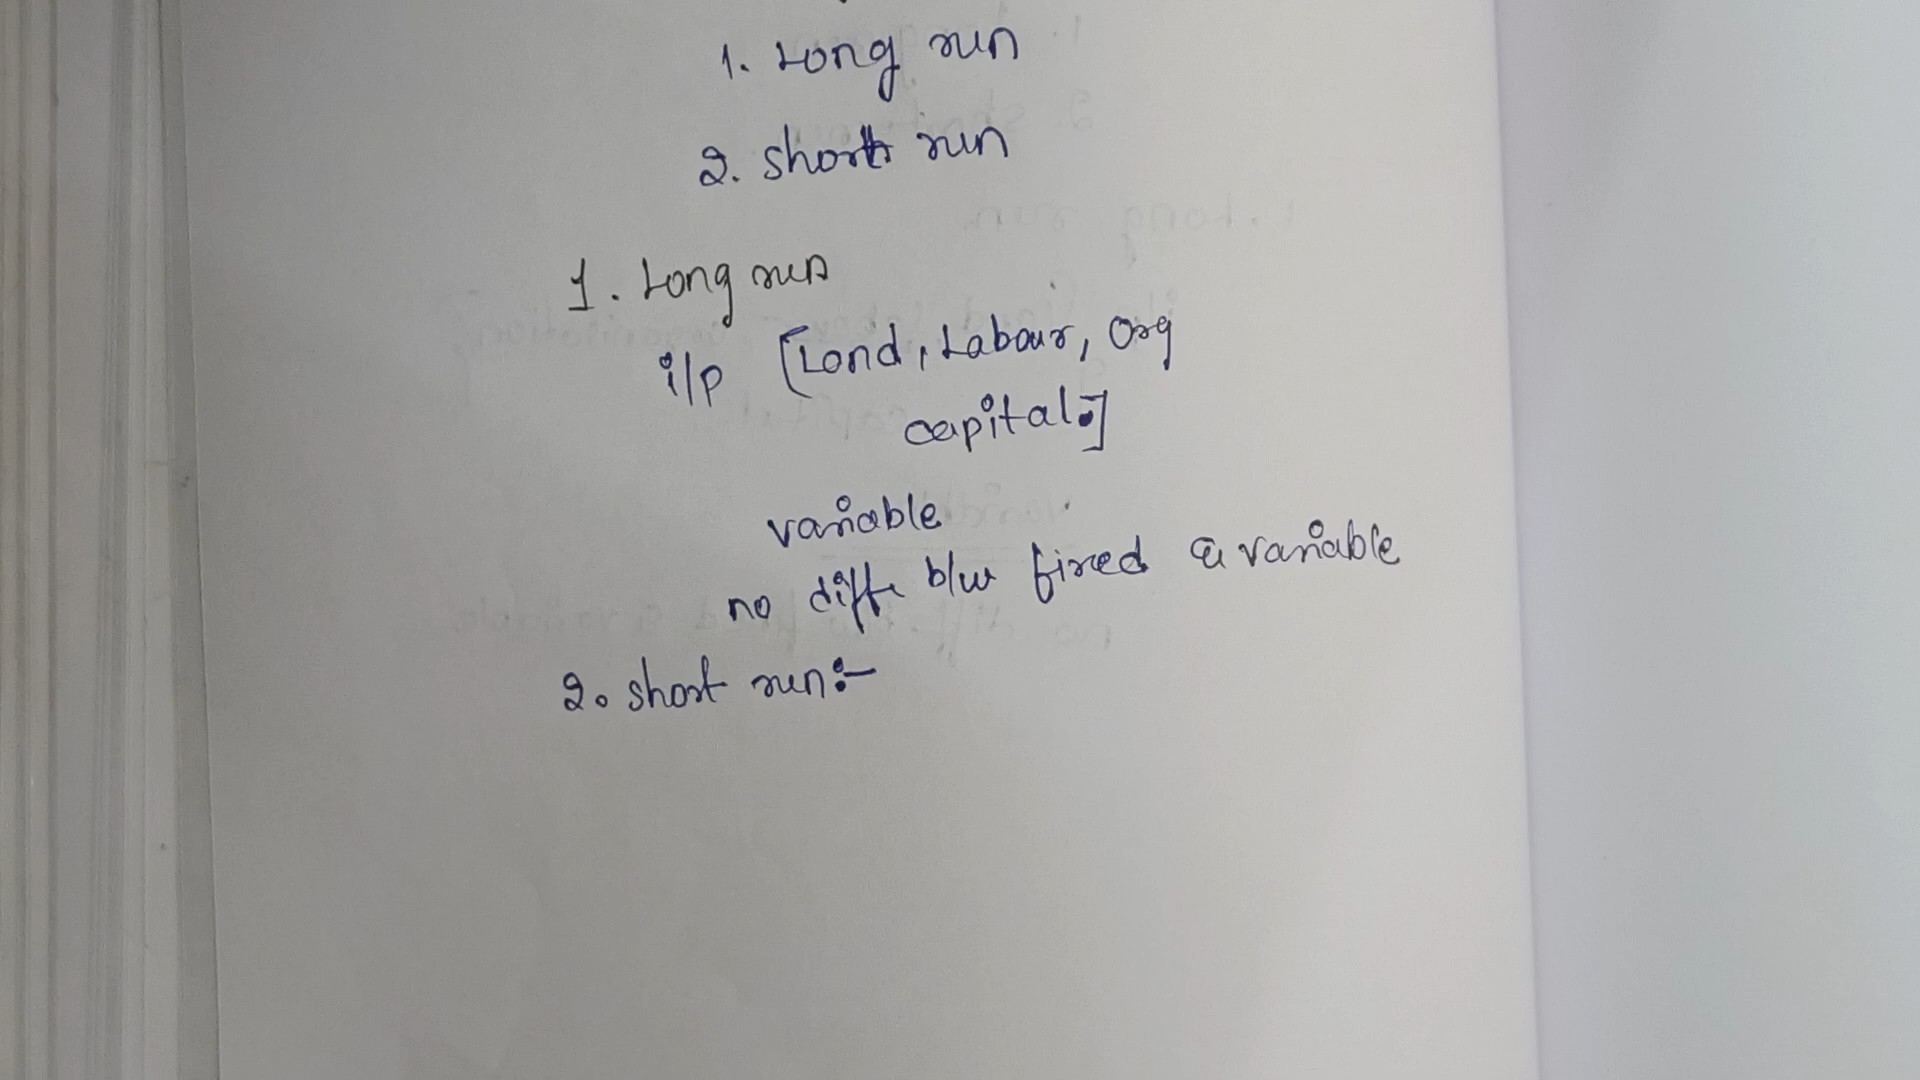 1. Long run
2. short run
1. Long run
i/p [Land, Labour, Org
capital.]
variable
no diff b/w fixed & variable
2. short run:-